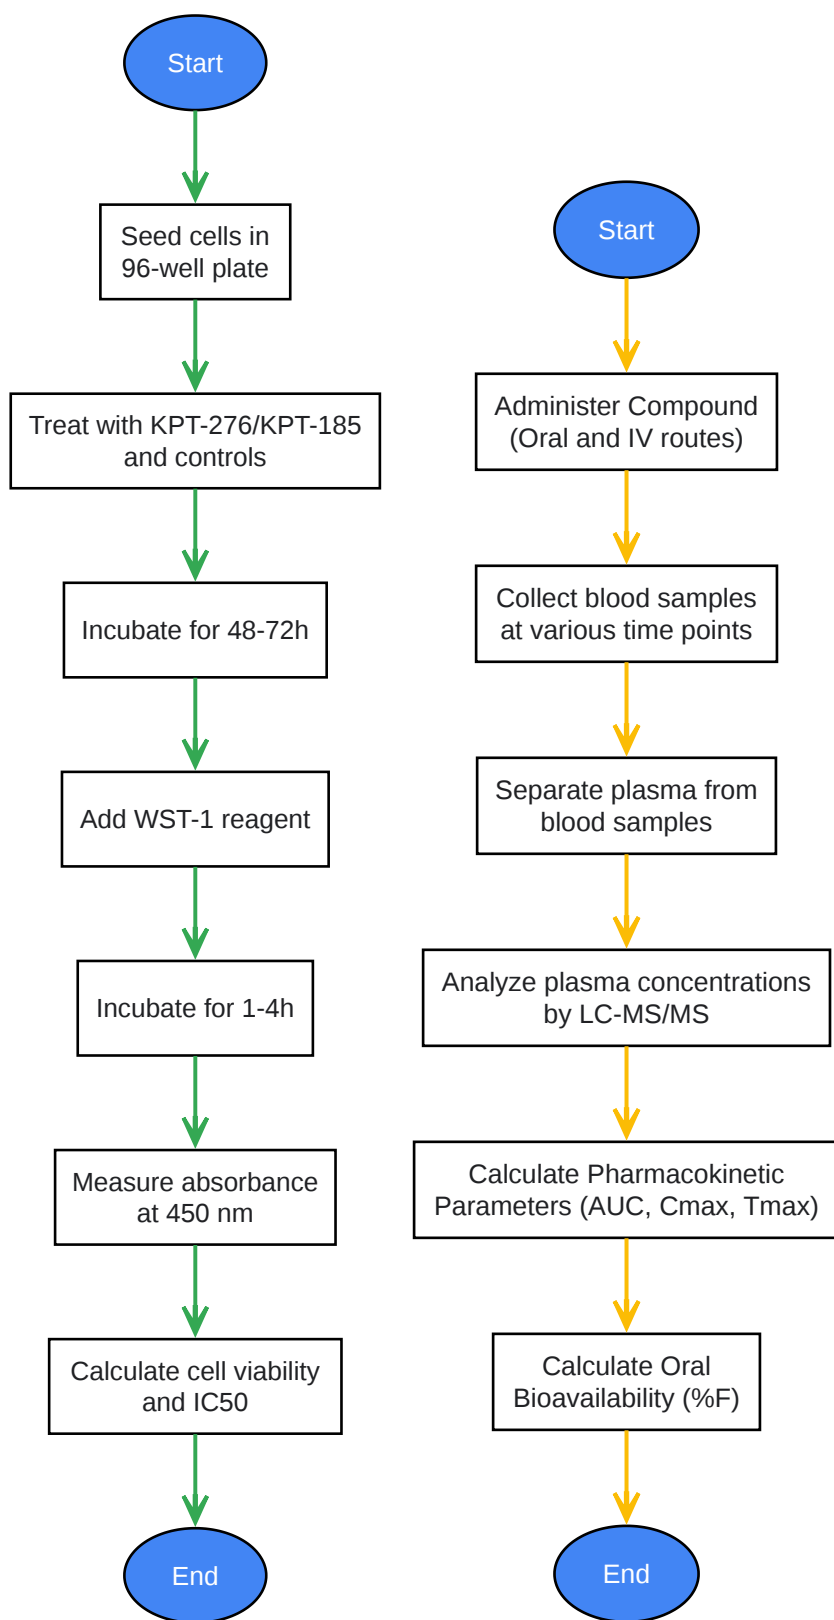 Start
Seed cells in
96-well plate
Treat with KPT-276/KPT-185
and controls
Incubate for 48-72h
Add WST-1 reagent
Incubate for 1-4h
Measure absorbance
at 450 nm
Calculate cell viability
and IC50
End
Start
Administer Compound
(Oral and IV routes)
Collect blood samples
at various time points
Separate plasma from
blood samples
Analyze plasma concentrations
by LC-MS/MS
Calculate Pharmacokinetic
Parameters (AUC, Cmax, Tmax)
Calculate Oral
Bioavailability (%F)
End